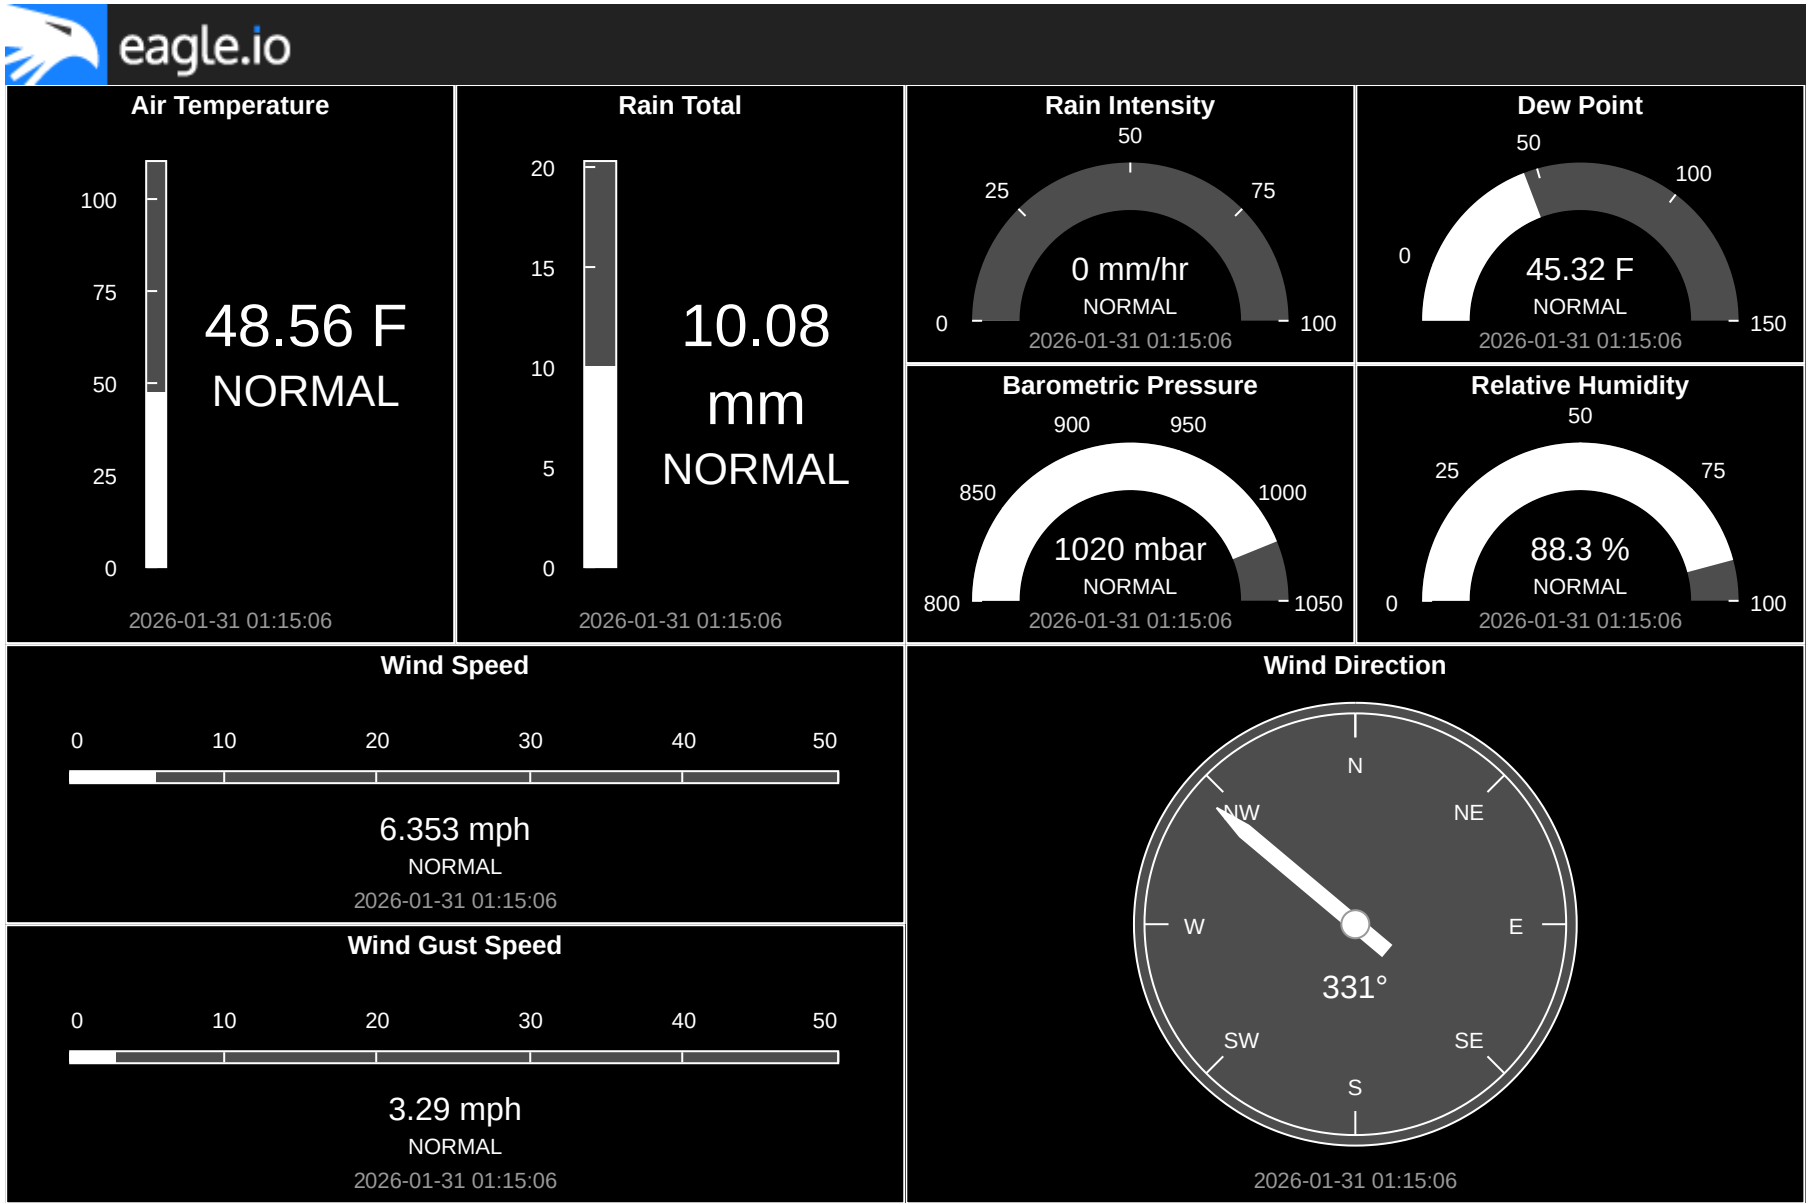 eagle.io
Air Temperature
100
75
50
25
0
48.56 F
NORMAL
2026-01-31 01:15:06
Rain Total
20
15
10
5
0
10.08
mm
NORMAL
2026-01-31 01:15:06
Rain Intensity
0
25
50
75
100
0 mm/hr
NORMAL
2026-01-31 01:15:06
Dew Point
0
50
100
150
45.32 F
NORMAL
2026-01-31 01:15:06
Barometric Pressure
800
850
900
950
1000
1050
1020 mbar
NORMAL
2026-01-31 01:15:06
Relative Humidity
0
25
50
75
100
88.3 %
NORMAL
2026-01-31 01:15:06
Wind Speed
0 10 20 30 40 50
6.353 mph
NORMAL
2026-01-31 01:15:06
Wind Gust Speed
0 10 20 30 40 50
3.29 mph
NORMAL
2026-01-31 01:15:06
Wind Direction
N
NW NE
W E
331°
SW SE
S
2026-01-31 01:15:06